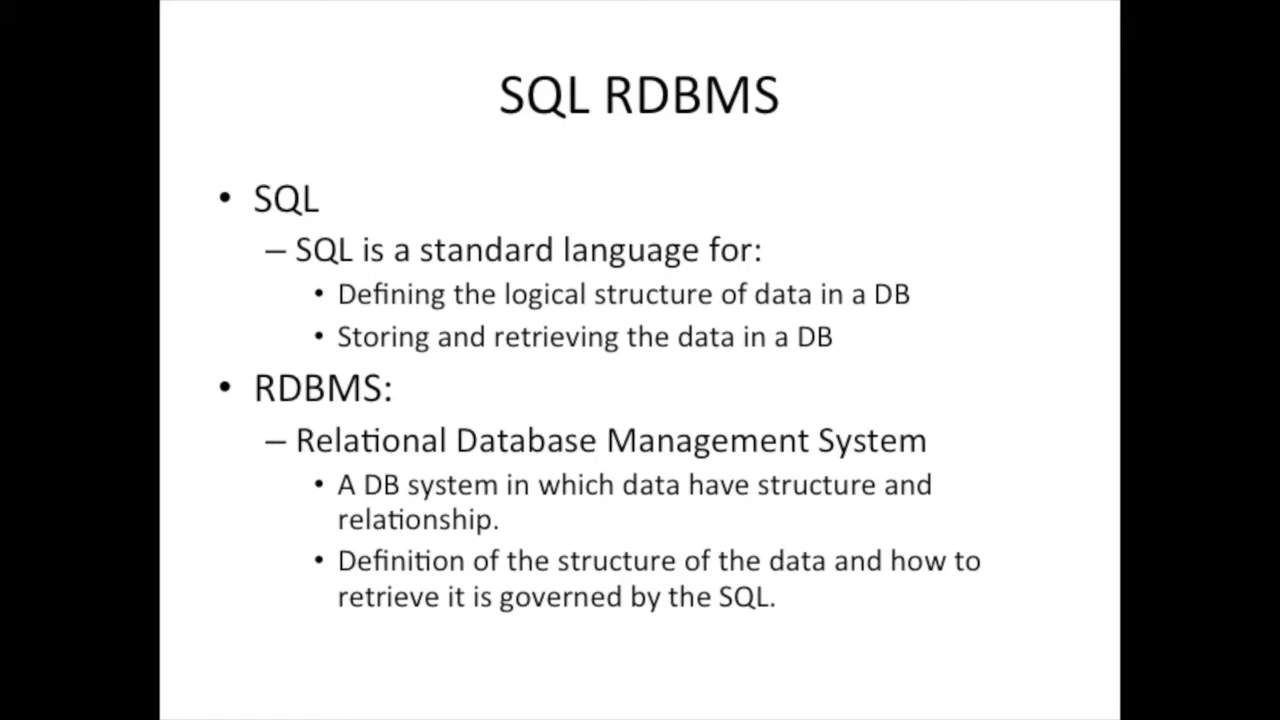 SQL RDBMS
• SQL
– SQL is a standard language for:
• Defining the logical structure of data in a DB
• Storing and retrieving the data in a DB
• RDBMS:
– Relational Database Management System
• A DB system in which data have structure and
relationship.
• Definition of the structure of the data and how to
retrieve it is governed by the SQL.